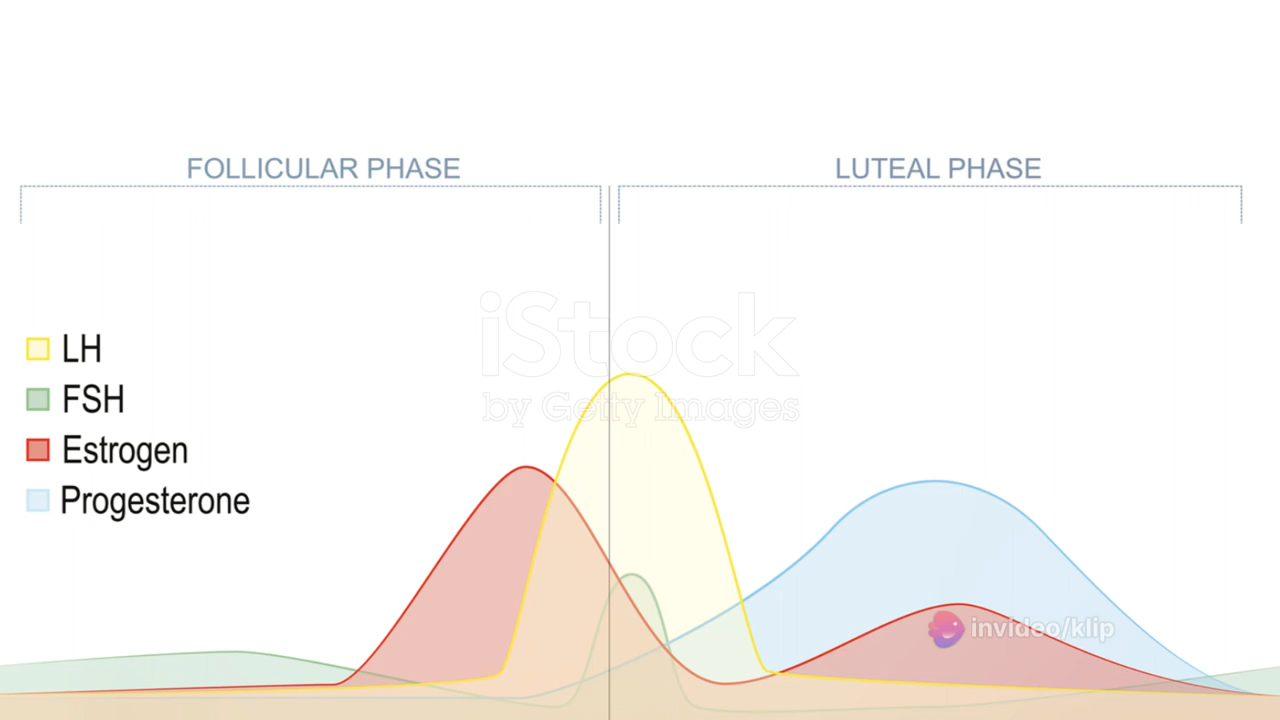 FOLLICULAR PHASE
LUTEAL PHASE
iStock
by Getty Images
LH
FSH
Estrogen
Progesterone
invideo/klip